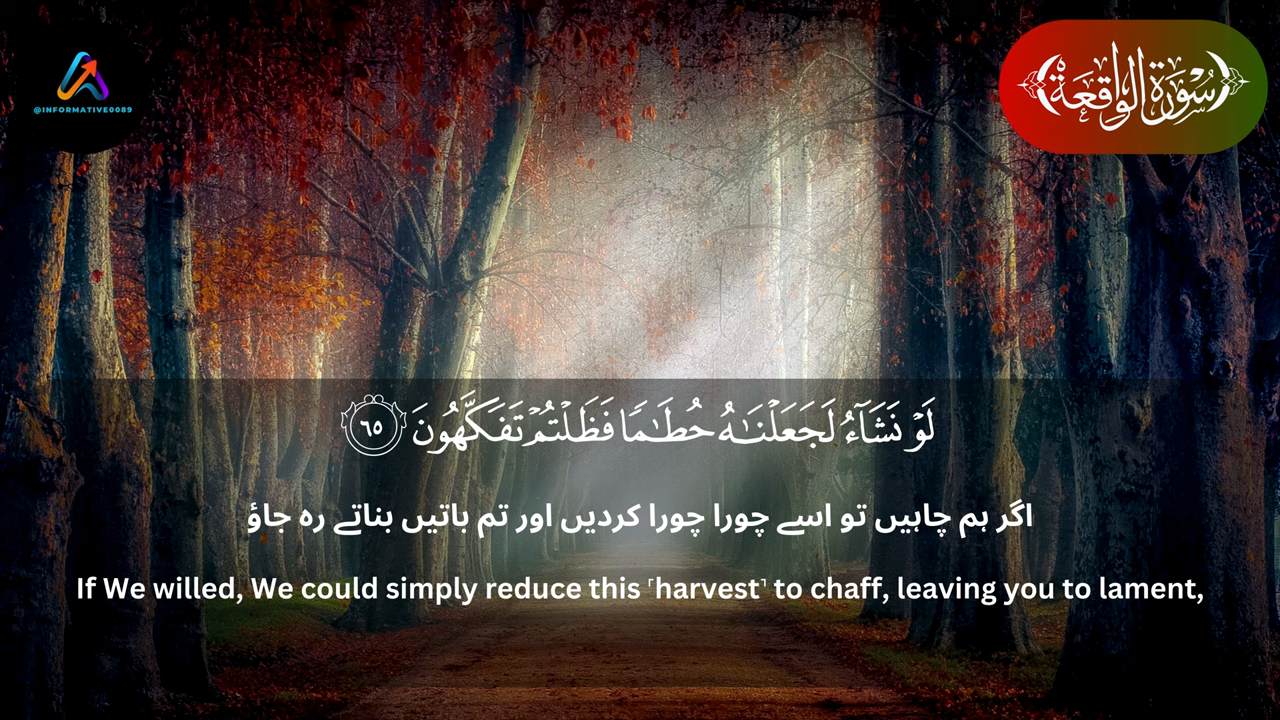 @INFORMATIVE0089
سُوْرَةُ الْوَاقِعَة
لَوْ نَشَآءُ لَجَعَلْنَـٰهُ حُطَـٰمًا فَظَلْتُمْ تَفَكَّهُونَ ٦٥
اگر ہم چاہیں تو اسے چورا چورا کردیں اور تم باتیں بناتے رہ جاؤ
If We willed, We could simply reduce this ˹harvest˺ to chaff, leaving you to lament,